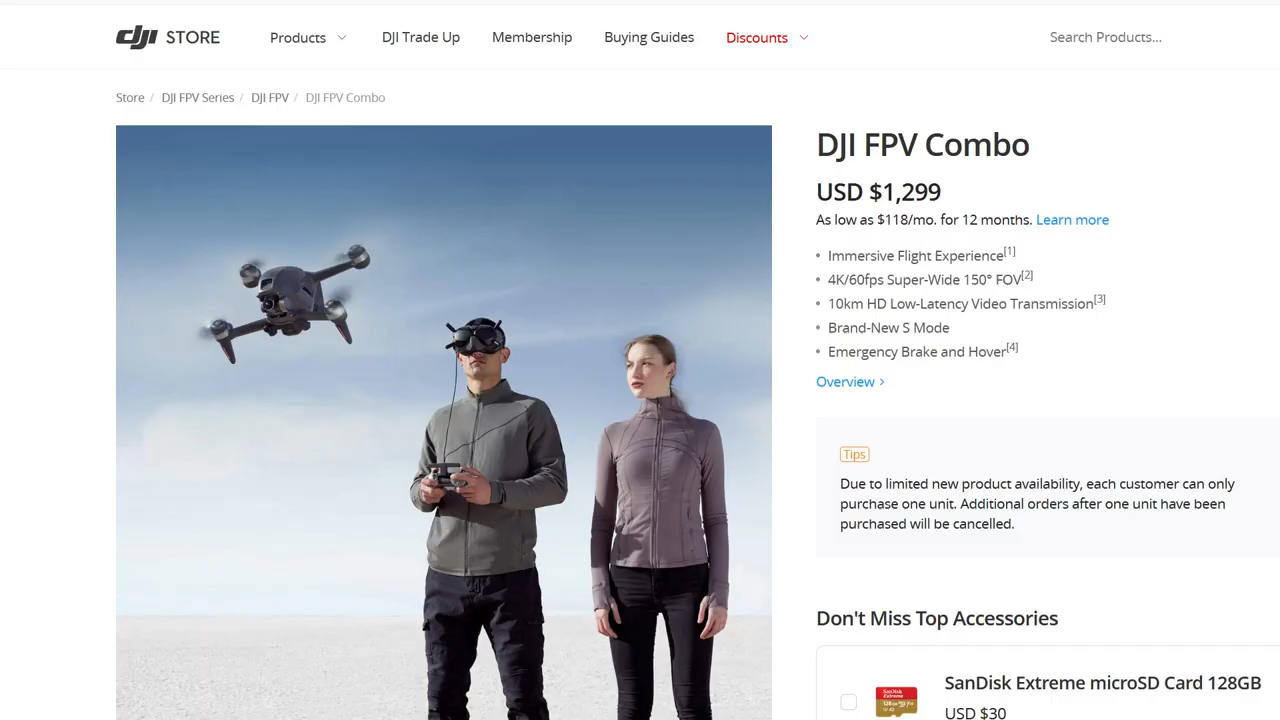 dji STORE Products DJI Trade Up Membership Buying Guides Discounts Search Products...
Store / DJI FPV Series / DJI FPV / DJI FPV Combo
DJI FPV Combo
USD $1,299
As low as $118/mo. for 12 months. Learn more
• Immersive Flight Experience[1]
• 4K/60fps Super-Wide 150° FOV[2]
• 10km HD Low-Latency Video Transmission[3]
• Brand-New S Mode
• Emergency Brake and Hover[4]
Overview >
Tips
Due to limited new product availability, each customer can only
purchase one unit. Additional orders after one unit have been
purchased will be cancelled.
Don't Miss Top Accessories
SanDisk Extreme microSD Card 128GB
SanDisk
Extreme
USD $30